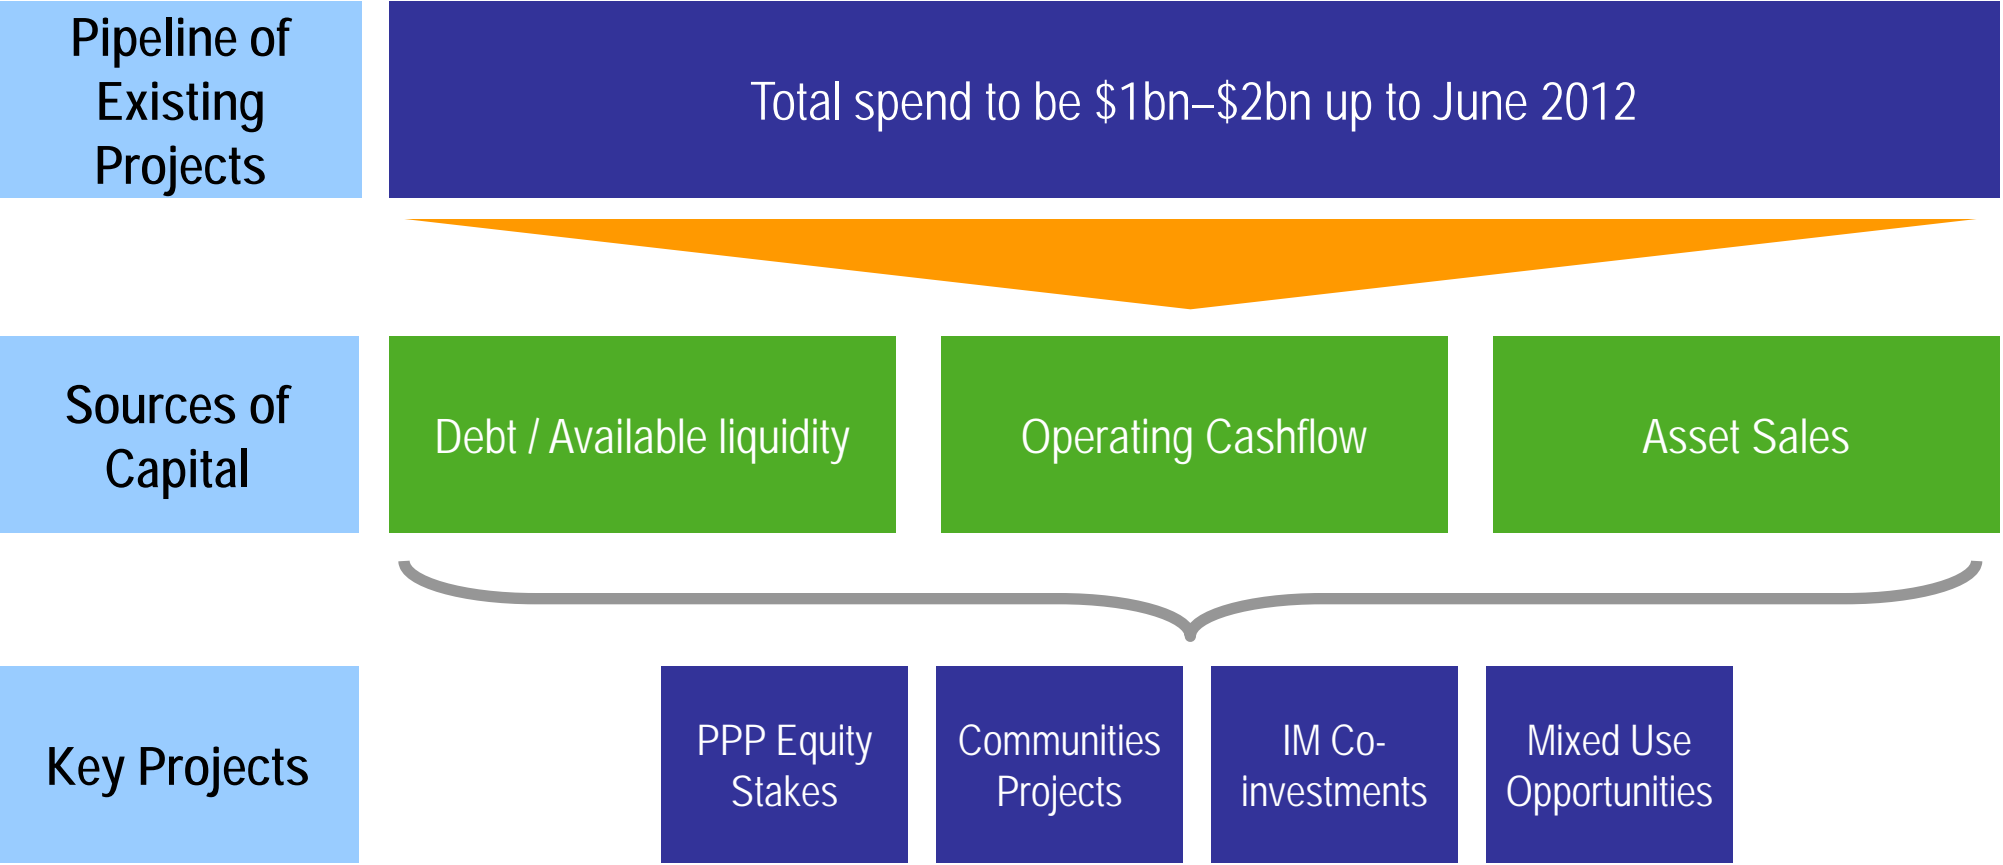 Pipeline of
Existing
Projects
Total spend to be $1bn–$2bn up to June 2012
Sources of
Capital
Debt / Available liquidity
Operating Cashflow
Asset Sales
Key Projects
PPP Equity
Stakes
Communities
Projects
IM Co-
investments
Mixed Use
Opportunities